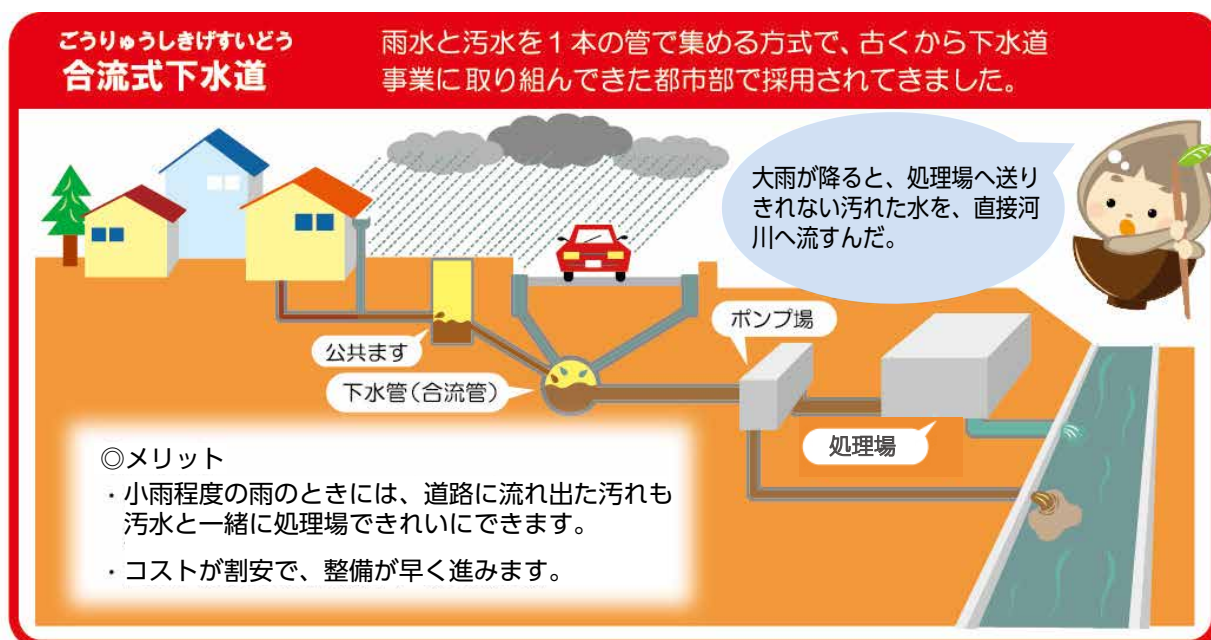 ごうりゅうしきげすいどう
合流式下水道
雨水と汚水を1本の管で集める方式で、古くから下水道
事業に取り組んできた都市部で採用されてきました。
大雨が降ると、処理場へ送り
きれない汚れた水を、直接河
川へ流すんだ。
ポンプ場
公共ます
下水管(合流管)
処理場
◎メリット
・小雨程度の雨のときには、道路に流れ出た汚れも
汚水と一緒に処理場できれいにできます。
・コストが割安で、整備が早く進みます。